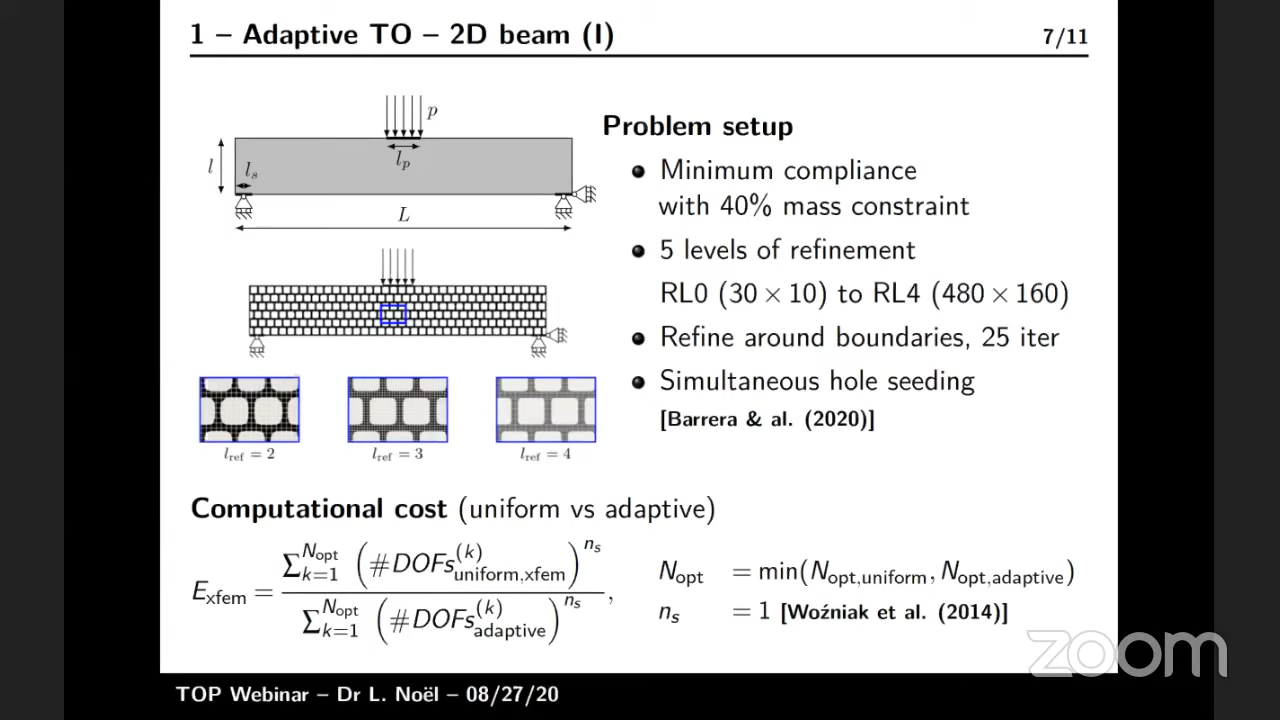 1 – Adaptive TO – 2D beam (I)
7/11
p
l
l_s
l_p
L
l_ref = 2
l_ref = 3
l_ref = 4
Problem setup
Minimum compliance
with 40% mass constraint
5 levels of refinement
RL0 (30 × 10) to RL4 (480 × 160)
Refine around boundaries, 25 iter
Simultaneous hole seeding
[Barrera & al. (2020)]
Computational cost (uniform vs adaptive)
E_xfem = ∑_{k=1}^{N_opt} (#DOFs_{uniform,xfem}^{(k)})^{n_s} / ∑_{k=1}^{N_opt} (#DOFs_{adaptive}^{(k)})^{n_s},
N_opt = min(N_opt,uniform, N_opt,adaptive)
n_s = 1 [Woźniak et al. (2014)]
zoom
TOP Webinar – Dr L. Noël – 08/27/20